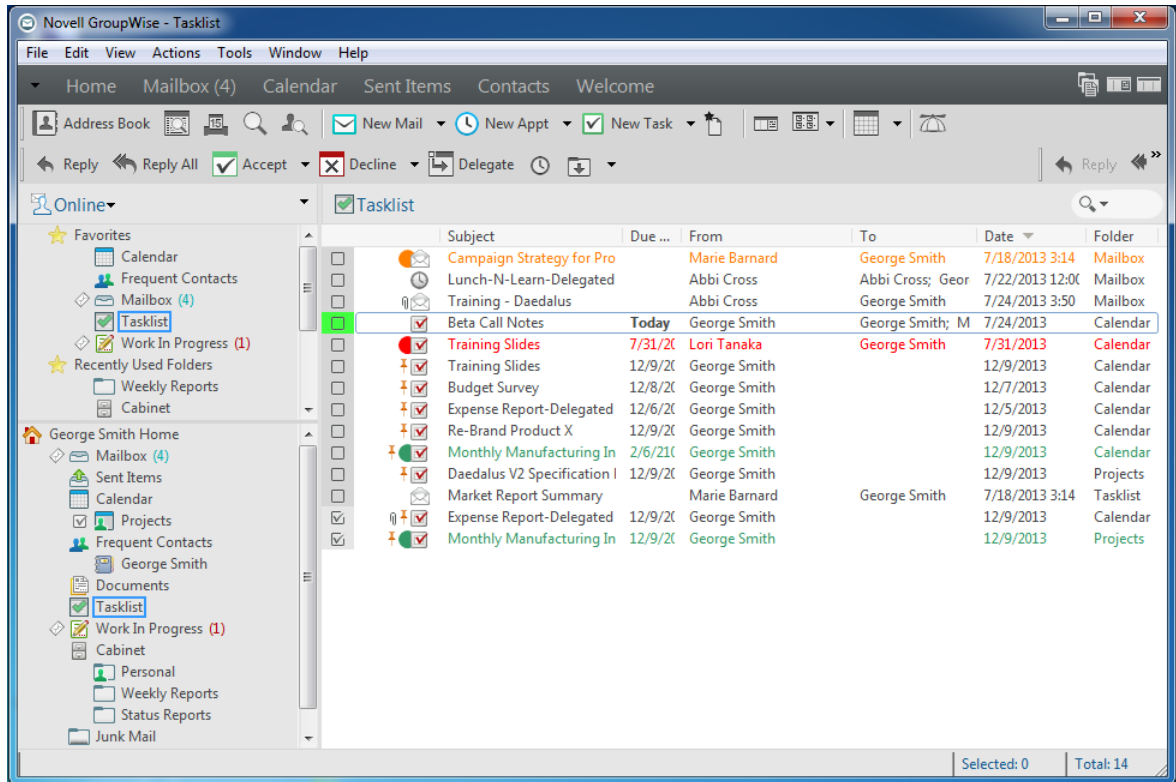 Novell GroupWise - Tasklist
File Edit View Actions Tools Window Help
Home Mailbox (4) Calendar Sent Items Contacts Welcome
Address Book 15 New Mail New Appt New Task
Reply Reply All Accept Decline Delegate Reply »
Online
Favorites
Calendar
Frequent Contacts
Mailbox (4)
Tasklist
Work In Progress (1)
Recently Used Folders
Weekly Reports
Cabinet
George Smith Home
Mailbox (4)
Sent Items
Calendar
Projects
Frequent Contacts
George Smith
Documents
Tasklist
Work In Progress (1)
Cabinet
Personal
Weekly Reports
Status Reports
Junk Mail
Tasklist
Subject Due ... From To Date Folder
Campaign Strategy for Pro Marie Barnard George Smith 7/18/2013 3:14 Mailbox
Lunch-N-Learn-Delegated Abbi Cross Abbi Cross; Geor 7/22/2013 12:00 Mailbox
Training - Daedalus Abbi Cross George Smith 7/24/2013 3:50 Mailbox
Beta Call Notes Today George Smith George Smith; M 7/24/2013 Calendar
Training Slides 7/31/20 Lori Tanaka George Smith 7/31/2013 Calendar
Training Slides 12/9/20 George Smith 12/9/2013 Calendar
Budget Survey 12/8/20 George Smith 12/7/2013 Calendar
Expense Report-Delegated 12/6/20 George Smith 12/5/2013 Calendar
Re-Brand Product X 12/9/20 George Smith 12/9/2013 Calendar
Monthly Manufacturing In 2/6/210 George Smith 12/9/2013 Calendar
Daedalus V2 Specification 12/9/20 George Smith 12/9/2013 Projects
Market Report Summary Marie Barnard George Smith 7/18/2013 3:14 Tasklist
Expense Report-Delegated 12/9/20 George Smith 12/9/2013 Calendar
Monthly Manufacturing In 12/9/20 George Smith 12/9/2013 Projects
Selected: 0 Total: 14